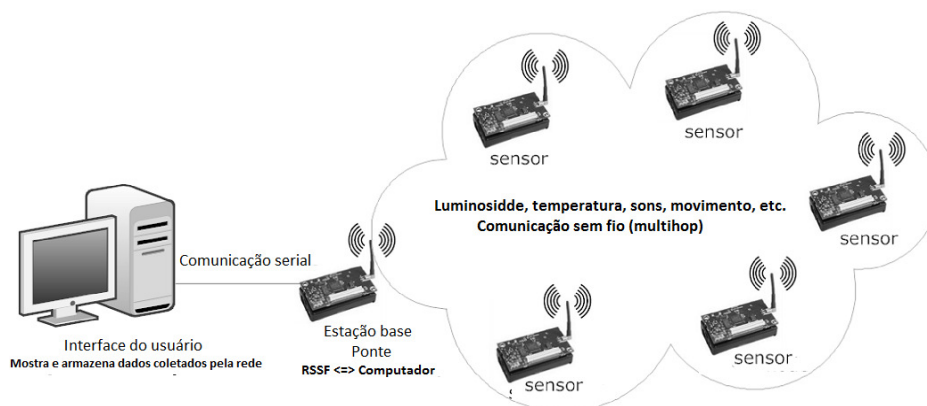 sensor
sensor
sensor
Luminosidde, temperatura, sons, movimento, etc.
Comunicação sem fio (multihop)
Comunicação serial
Interface do usuário
Mostra e armazena dados coletados pela rede
Estação base
Ponte
RSSF <=> Computador
sensor
sensor